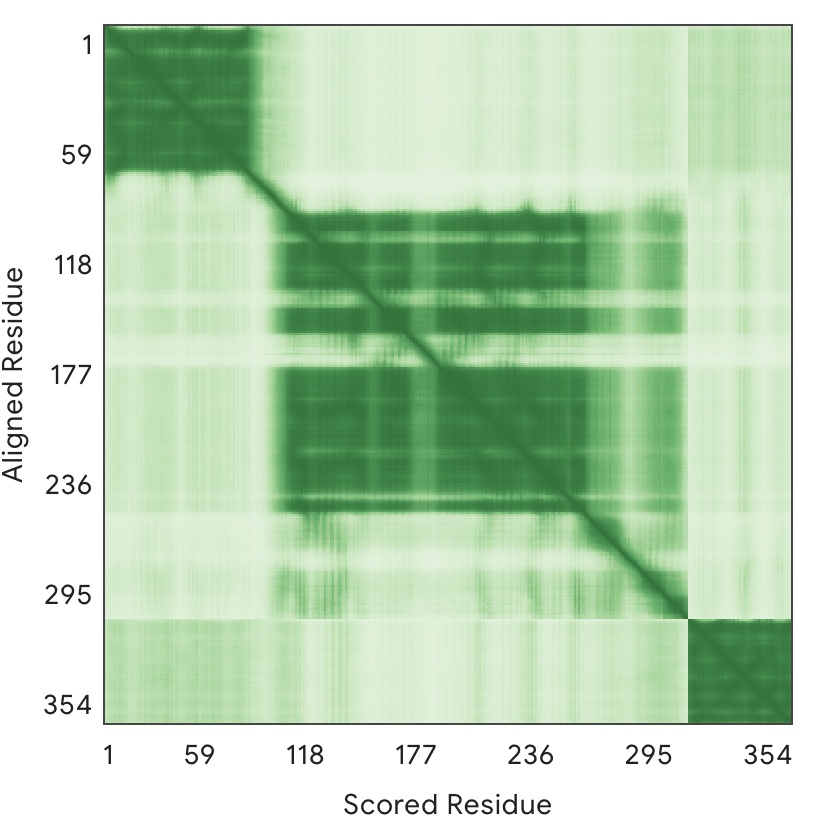 1
59
118
177
236
295
354
Aligned Residue
1 59 118 177 236 295 354
Scored Residue